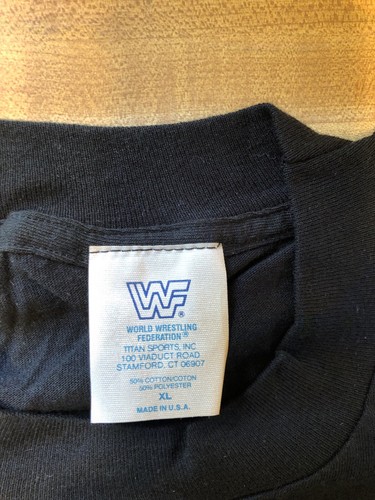 WF
WORLD WRESTLING
FEDERATION®
TITAN SPORTS, INC
100 VIADUCT ROAD
STAMFORD, CT 06907
50% COTTON/COTON
50% POLYESTER
XL
MADE IN U.S.A.